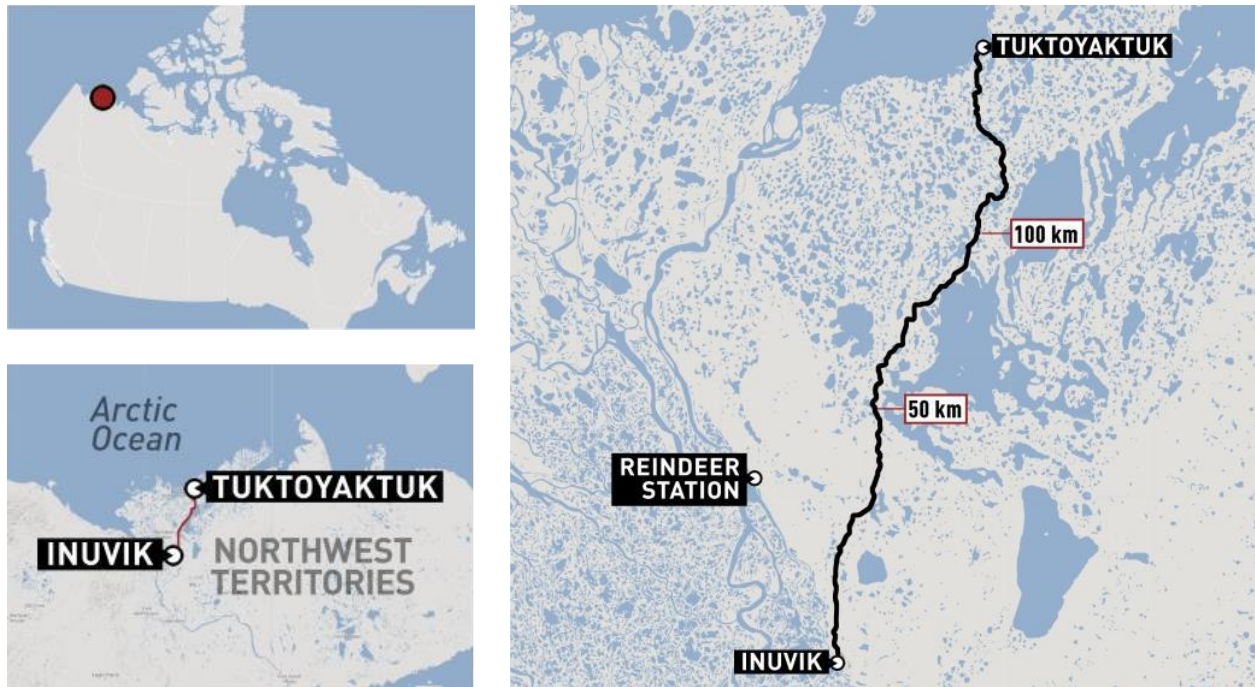 Arctic
Ocean
TUKTOYAKTUK
INUVIK
NORTHWEST
TERRITORIES
TUKTOYAKTUK
100 km
50 km
REINDEER
STATION
INUVIK